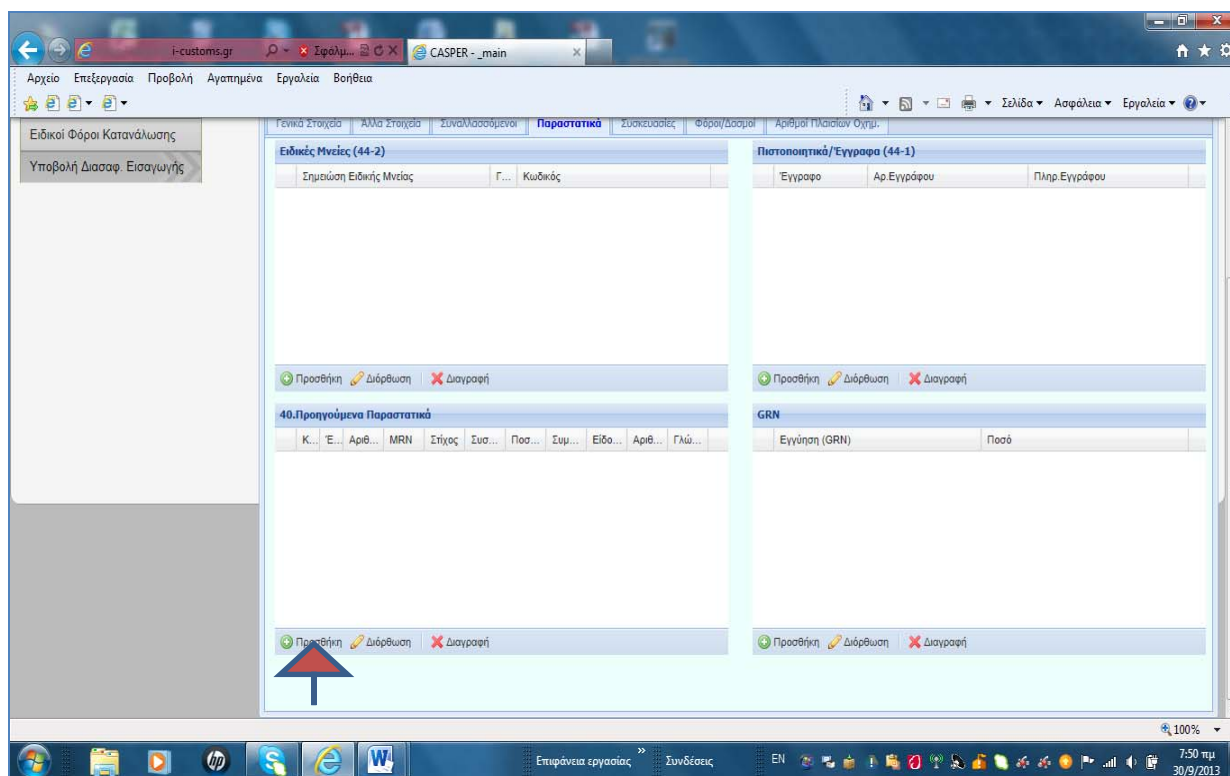 i-customs.gr Σφάλμ... CASPER - _main
Αρχείο Επεξεργασία Προβολή Αγαπημένα Εργαλεία Βοήθεια
Σελίδα Ασφάλεια Εργαλεία
Ειδικοί Φόροι Κατανάλωσης
Υποβολή Διασαφ. Εισαγωγής
Γενικά Στοιχεία Άλλα Στοιχεία Συναλλασσόμενοι Παραστατικά Συσκευασίες Φόροι/Δασμοί Αριθμοί Πλαισίων Οχημ.
Ειδικές Μνείες (44-2)
Σημείωση Ειδικής Μνείας Γ... Κωδικός
Προσθήκη Διόρθωση Διαγραφή
Πιστοποιητικά/Έγγραφα (44-1)
Έγγραφο Αρ.Εγγράφου Πληρ.Εγγράφου
Προσθήκη Διόρθωση Διαγραφή
40.Προηγούμενα Παραστατικά
Κ... Έ... Αριθ... MRN Στίχος Συσ... Ποσ... Συμ... Είδο... Αριθ... Γλώ...
Προσθήκη Διόρθωση Διαγραφή
GRN
Εγγύηση (GRN) Ποσό
Προσθήκη Διόρθωση Διαγραφή
100%
hp Επιφάνεια εργασίας » Συνδέσεις EN 7:50 πμ
30/9/2013